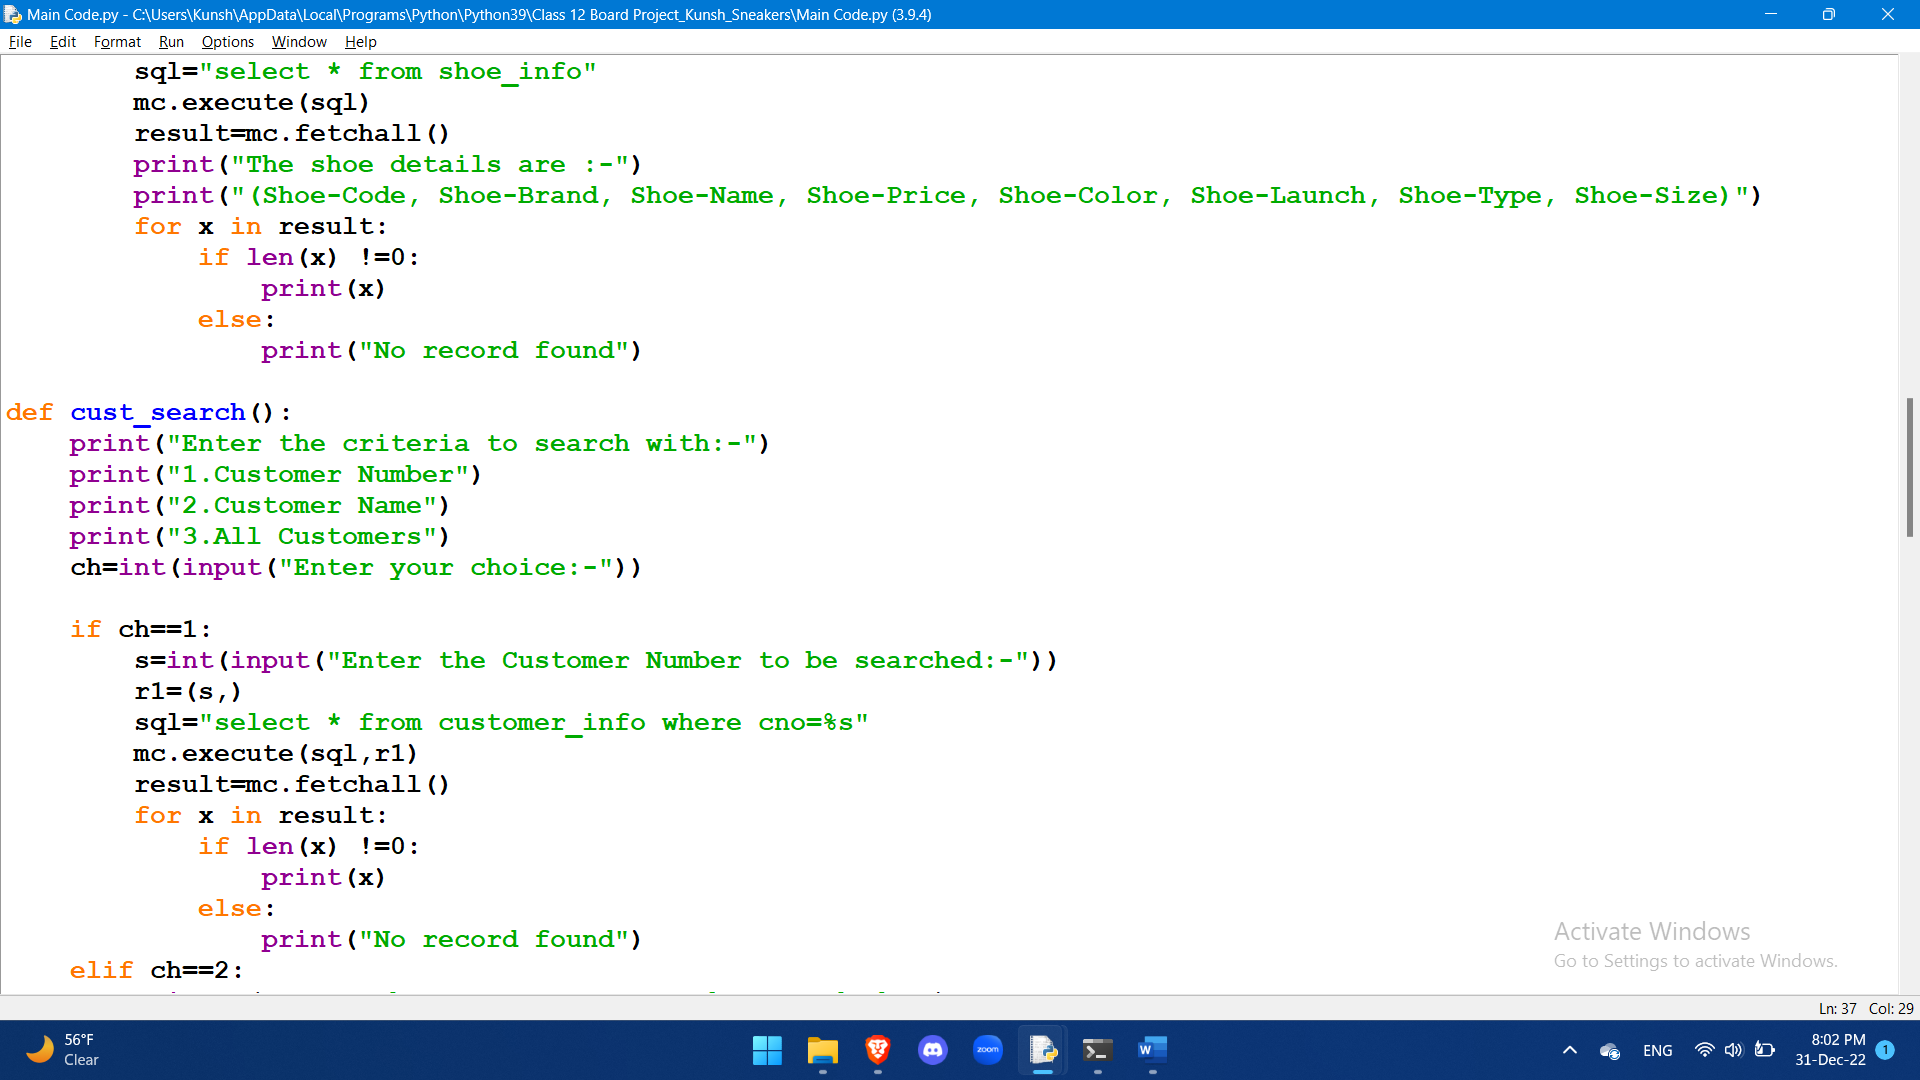 Main Code.py - C:\Users\Kunsh\AppData\Local\Programs\Python\Python39\Class 12 Board Project_Kunsh_Sneakers\Main Code.py (3.9.4)
File Edit Format Run Options Window Help
        sql="select * from shoe_info"
        mc.execute(sql)
        result=mc.fetchall()
        print("The shoe details are :-")
        print("(Shoe-Code, Shoe-Brand, Shoe-Name, Shoe-Price, Shoe-Color, Shoe-Launch, Shoe-Type, Shoe-Size)")
        for x in result:
            if len(x) !=0:
                print(x)
            else:
                print("No record found")
def cust_search():
    print("Enter the criteria to search with:-")
    print("1.Customer Number")
    print("2.Customer Name")
    print("3.All Customers")
    ch=int(input("Enter your choice:-"))
    if ch==1:
        s=int(input("Enter the Customer Number to be searched:-"))
        r1=(s,)
        sql="select * from customer_info where cno=%s"
        mc.execute(sql,r1)
        result=mc.fetchall()
        for x in result:
            if len(x) !=0:
                print(x)
            else:
                print("No record found")
    elif ch==2:
Activate Windows
Go to Settings to activate Windows.
Ln: 37 Col: 29
56°F
Clear
zoom
W
ENG
8:02 PM
31-Dec-22
1